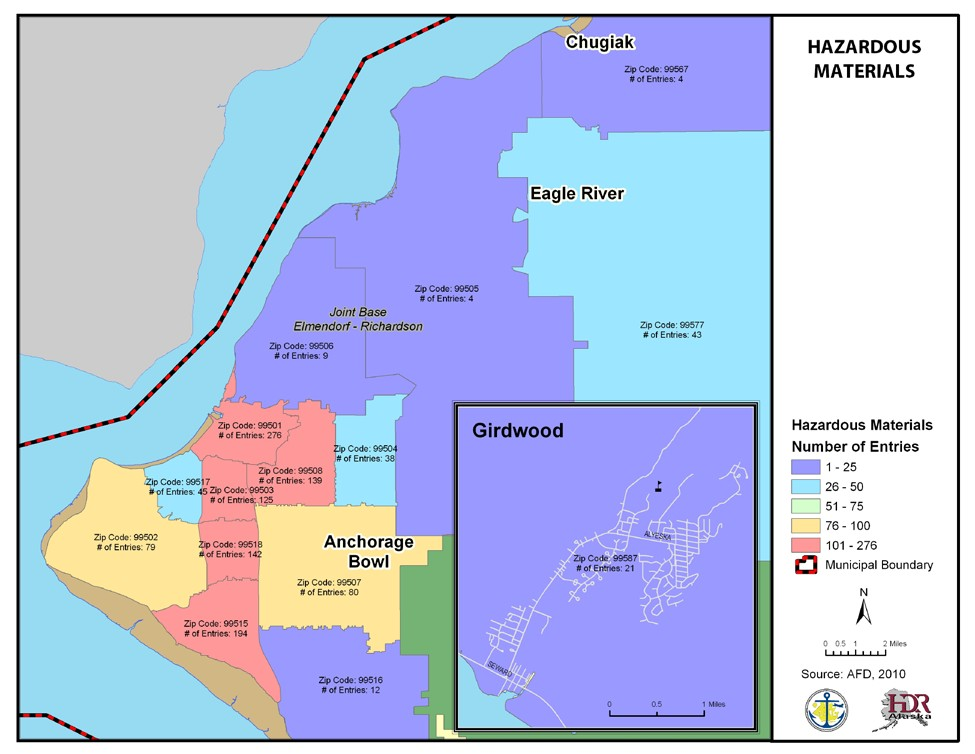 HAZARDOUS
MATERIALS
Chugiak
Zip Code: 99567
# of Entries: 4
Eagle River
Zip Code: 99505
# of Entries: 4
Joint Base
Elmendorf - Richardson
Zip Code: 99506
# of Entries: 9
Zip Code: 99577
# of Entries: 43
Zip Code: 99501
# of Entries: 276
Zip Code: 99504
# of Entries: 38
Zip Code: 99508
# of Entries: 139
Zip Code: 99517
# of Entries: 45
Zip Code: 99503
# of Entries: 125
Zip Code: 99502
# of Entries: 79
Zip Code: 99518
# of Entries: 142
Anchorage
Bowl
Zip Code: 99507
# of Entries: 80
Zip Code: 99515
# of Entries: 194
Zip Code: 99516
# of Entries: 12
Girdwood
ALYESKA
Zip Code: 99587
# of Entries: 21
SEWARD
0 0.5 1 Miles
Hazardous Materials
Number of Entries
1 - 25
26 - 50
51 - 75
76 - 100
101 - 276
Municipal Boundary
N
0 0.5 1 2 Miles
Source: AFD, 2010
HDR
Alaska